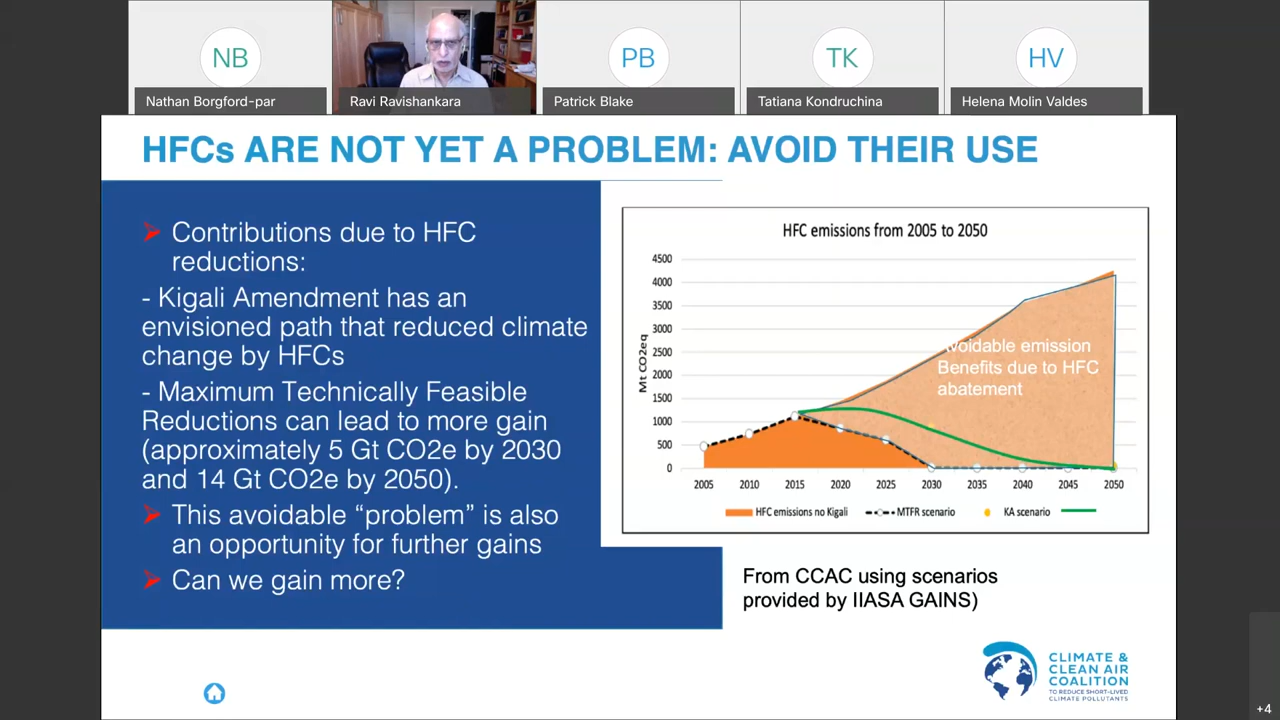 NB
PB
TK
HV
Nathan Borgford-par
Ravi Ravishankara
Patrick Blake
Tatiana Kondruchina
Helena Molin Valdes
HFCs ARE NOT YET A PROBLEM: AVOID THEIR USE
Contributions due to HFC
reductions:
- Kigali Amendment has an
envisioned path that reduced climate
change by HFCs
- Maximum Technically Feasible
Reductions can lead to more gain
(approximately 5 Gt CO2e by 2030
and 14 Gt CO2e by 2050).
This avoidable “problem” is also
an opportunity for further gains
Can we gain more?
HFC emissions from 2005 to 2050
Mt CO2eq
4500
4000
3500
3000
2500
2000
1500
1000
500
0
voidable emission
Benefits due to HFC
abatement
2005 2010 2015 2020 2025 2030 2035 2040 2045 2050
HFC emissions no Kigali MTFR scenario KA scenario
From CCAC using scenarios
provided by IIASA GAINS)
CLIMATE &
CLEAN AIR
COALITION
TO REDUCE SHORT-LIVED
CLIMATE POLLUTANTS
+4